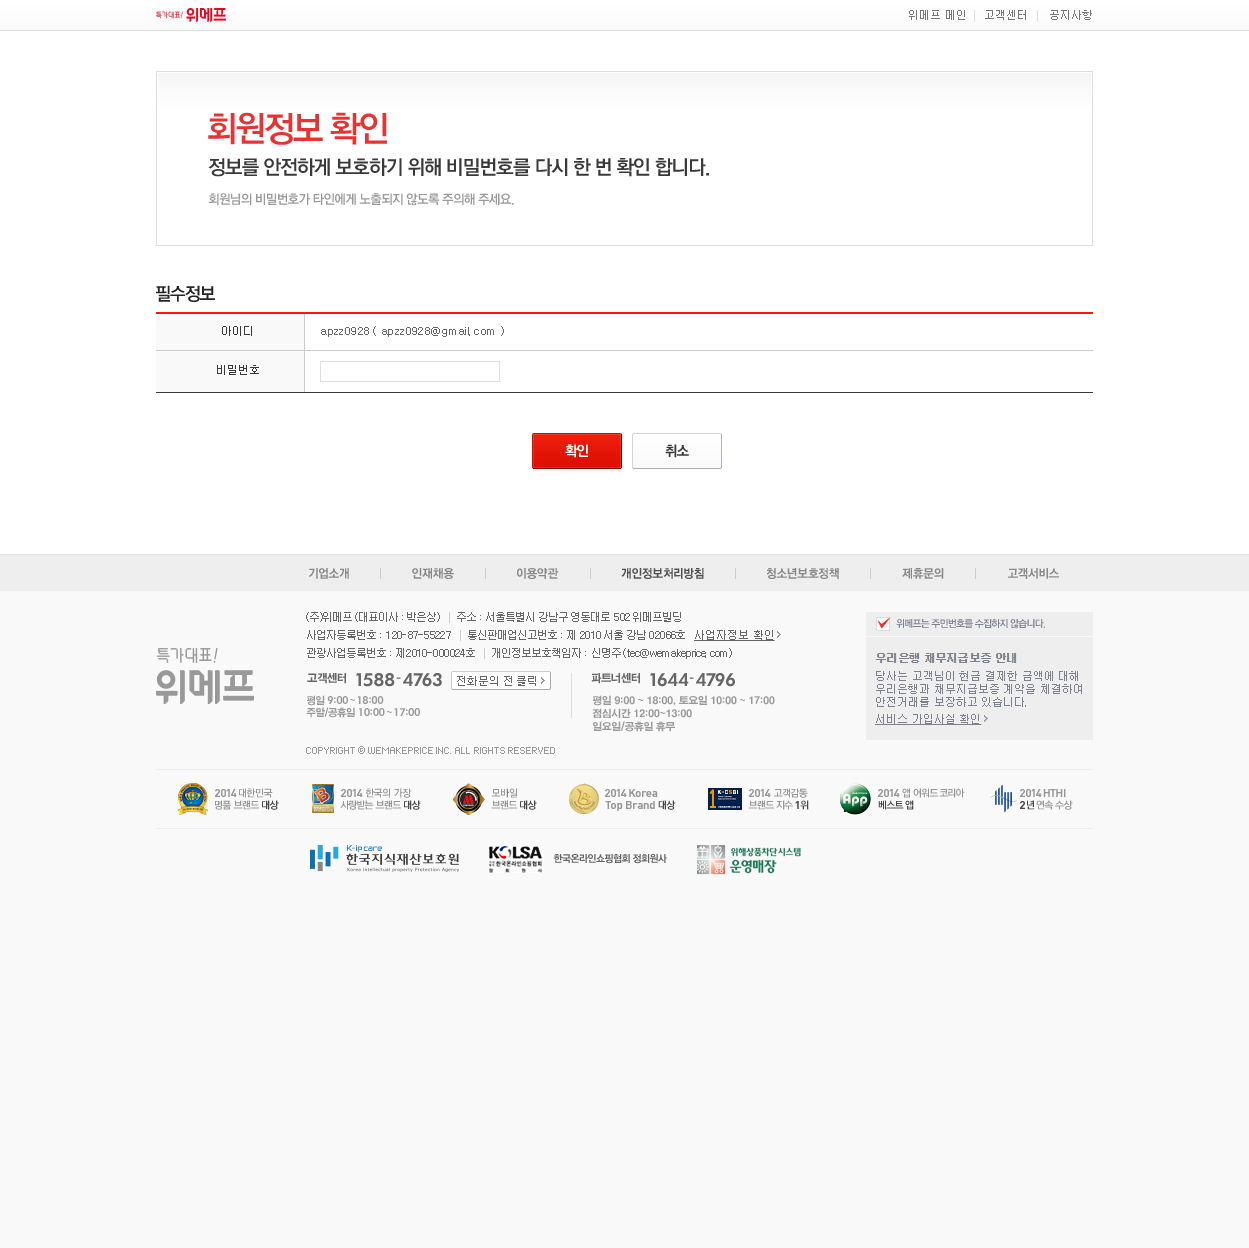 특가대표! 위메프
위메프 메인 고객센터 공지사항
회원정보 확인
정보를 안전하게 보호하기 위해 비밀번호를 다시 한 번 확인 합니다.
회원님의 비밀번호가 타인에게 노출되지 않도록 주의해 주세요.
필수정보
아이디 apzz0928 ( apzz0928@gmail.com )
비밀번호
확인 취소
기업소개 인재채용 이용약관 개인정보처리방침 청소년보호정책 제휴문의 고객서비스
특가대표!
위메프
(주)위메프 (대표이사 : 박은상) 주소 : 서울특별시 강남구 영동대로 502 위메프빌딩
사업자등록번호 : 120-87-55227 통신판매업신고번호 : 제 2010 서울 강남 02066호 사업자정보 확인 >
관광사업등록번호 : 제2010-000024호 개인정보보호책임자 : 신명주(tec@wemakeprice.com)
고객센터 1588-4763 전화문의 전 클릭 >
평일 9:00~18:00
주말/공휴일 10:00~17:00
파트너센터 1644-4796
평일 9:00 ~ 18:00, 토요일 10:00 ~ 17:00
점심시간 12:00~13:00
일요일/공휴일 휴무
COPYRIGHT © WEMAKEPRICE INC. ALL RIGHTS RESERVED
위메프는 주민번호를 수집하지 않습니다.
우리은행 채무지급보증 안내
당사는 고객님이 현금 결제한 금액에 대해
우리은행과 채무지급보증 계약을 체결하여
안전거래를 보장하고 있습니다.
서비스 가입사실 확인 >
2014 대한민국
명품 브랜드 대상
2014 한국의 가장
사랑받는 브랜드 대상
모바일
브랜드 대상
2014 Korea
Top Brand 대상
K-CSBI
1
2014 고객감동
브랜드 지수 1위
App
2014 앱 어워드 코리아
베스트 앱
2014 HTHI
2년 연속 수상
K-ipcare
한국지식재산보호원
Korea Intellectual property Protection Agency
KOLSA
한국온라인쇼핑협회
정회원사
한국온라인쇼핑협회 정회원사
위해상품차단시스템
운영매장